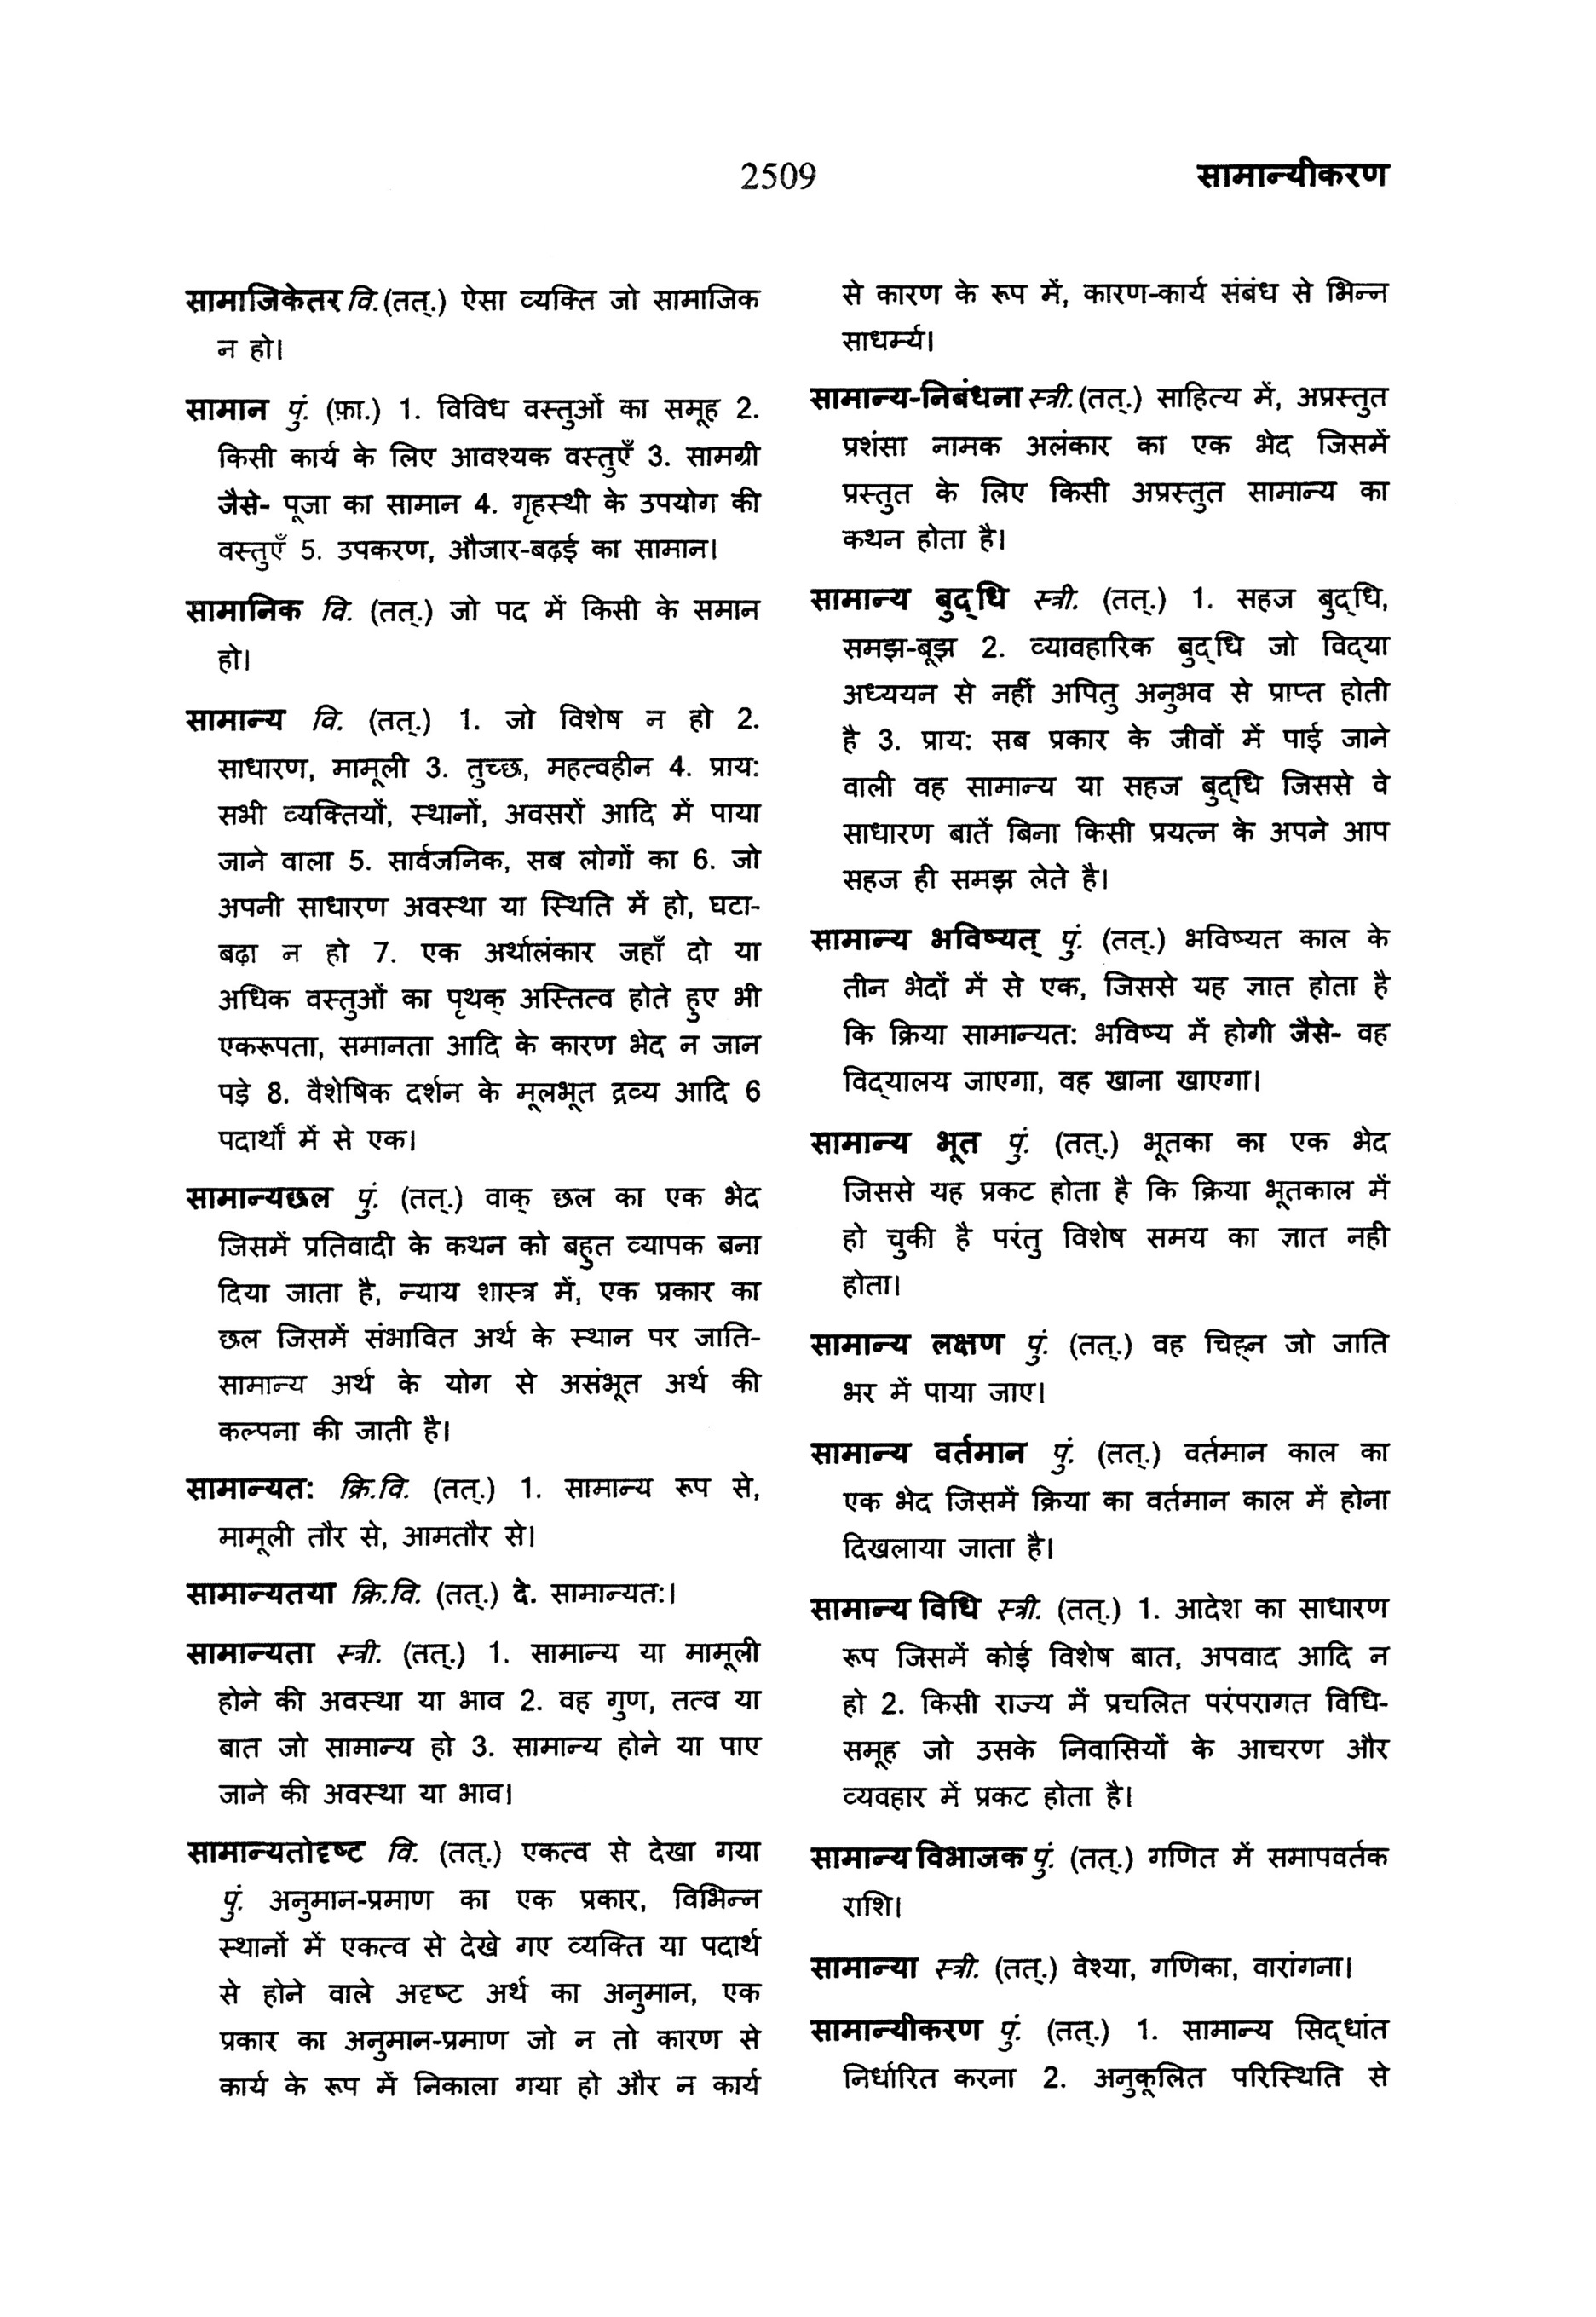 2509
सामान्यीकरण
सामाजिकेतर वि.(तत्.) ऐसा व्यक्ति जो सामाजिक
न हो।
सामान पुं. (फ़ा.) 1. विविध वस्तुओं का समूह 2.
किसी कार्य के लिए आवश्यक वस्तुएँ 3. सामग्री
जैसे- पूजा का सामान 4. गृहस्थी के उपयोग की
वस्तुएँ 5. उपकरण, औजार-बढ़ई का सामान।
सामानिक वि. (तत्.) जो पद में किसी के समान
हो।
सामान्य वि. (तत्.) 1. जो विशेष न हो 2.
साधारण, मामूली 3. तुच्छ, महत्वहीन 4. प्राय:
सभी व्यक्तियों, स्थानों, अवसरों आदि में पाया
जाने वाला 5. सार्वजनिक, सब लोगों का 6. जो
अपनी साधारण अवस्था या स्थिति में हो, घटा-
बढ़ा न हो 7. एक अर्थालंकार जहाँ दो या
अधिक वस्तुओं का पृथक् अस्तित्व होते हुए भी
एकरूपता, समानता आदि के कारण भेद न जान
पड़े 8. वैशेषिक दर्शन के मूलभूत द्रव्य आदि 6
पदार्थों में से एक।
सामान्यछल पुं. (तत्.) वाक् छल का एक भेद
जिसमें प्रतिवादी के कथन को बहुत व्यापक बना
दिया जाता है, न्याय शास्त्र में, एक प्रकार का
छल जिसमें संभावित अर्थ के स्थान पर जाति-
सामान्य अर्थ के योग से असंभूत अर्थ की
कल्पना की जाती है।
सामान्यत: क्रि.वि. (तत्.) 1. सामान्य रूप से,
मामूली तौर से, आमतौर से।
सामान्यतया क्रि.वि. (तत्.) दे. सामान्यत:।
सामान्यता स्त्री. (तत्.) 1. सामान्य या मामूली
होने की अवस्था या भाव 2. वह गुण, तत्व या
बात जो सामान्य हो 3. सामान्य होने या पाए
जाने की अवस्था या भाव।
सामान्यतोदृष्ट वि. (तत्.) एकत्व से देखा गया
पुं. अनुमान-प्रमाण का एक प्रकार, विभिन्न
स्थानों में एकत्व से देखे गए व्यक्ति या पदार्थ
से होने वाले अदृष्ट अर्थ का अनुमान, एक
प्रकार का अनुमान-प्रमाण जो न तो कारण से
कार्य के रूप में निकाला गया हो और न कार्य
से कारण के रूप में, कारण-कार्य संबंध से भिन्न
साधर्म्य।
सामान्य-निबंधना स्त्री.(तत्.) साहित्य में, अप्रस्तुत
प्रशंसा नामक अलंकार का एक भेद जिसमें
प्रस्तुत के लिए किसी अप्रस्तुत सामान्य का
कथन होता है।
सामान्य बुद्‌धि स्त्री. (तत्.) 1. सहज बुद्‌धि,
समझ-बूझ 2. व्यावहारिक बुद्‌धि जो विद्‌या
अध्ययन से नहीं अपितु अनुभव से प्राप्त होती
है 3. प्राय: सब प्रकार के जीवों में पाई जाने
वाली वह सामान्य या सहज बुद्‌धि जिससे वे
साधारण बातें बिना किसी प्रयत्न के अपने आप
सहज ही समझ लेते है।
सामान्य भविष्यत् पुं. (तत्.) भविष्यत काल के
तीन भेदों में से एक, जिससे यह ज्ञात होता है
कि क्रिया सामान्यत: भविष्य में होगी जैसे- वह
विद्‌यालय जाएगा, वह खाना खाएगा।
सामान्य भूत पुं. (तत्.) भूतका का एक भेद
जिससे यह प्रकट होता है कि क्रिया भूतकाल में
हो चुकी है परंतु विशेष समय का ज्ञात नही
होता।
सामान्य लक्षण पुं. (तत्.) वह चिह्‌न जो जाति
भर में पाया जाए।
सामान्य वर्तमान पुं. (तत्.) वर्तमान काल का
एक भेद जिसमें क्रिया का वर्तमान काल में होना
दिखलाया जाता है।
सामान्य विधि स्त्री. (तत्.) 1. आदेश का साधारण
रूप जिसमें कोई विशेष बात, अपवाद आदि न
हो 2. किसी राज्य में प्रचलित परंपरागत विधि-
समूह जो उसके निवासियों के आचरण और
व्यवहार में प्रकट होता है।
सामान्य विभाजक पुं. (तत्.) गणित में समापवर्तक
राशि।
सामान्या स्त्री. (तत्.) वेश्या, गणिका, वारांगना।
सामान्यीकरण पुं. (तत्.) 1. सामान्य सिद्‌धांत
निर्धारित करना 2. अनुकूलित परिस्थिति से